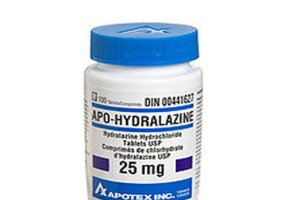 100 Tablets/Comprimés
DIN 00441627
APO-HYDRALAZINE
Hydralazine Hydrochloride
Tablets USP
Comprimés de chlorhydrate
d'hydralazine USP
25 mg
APOTEX INC.